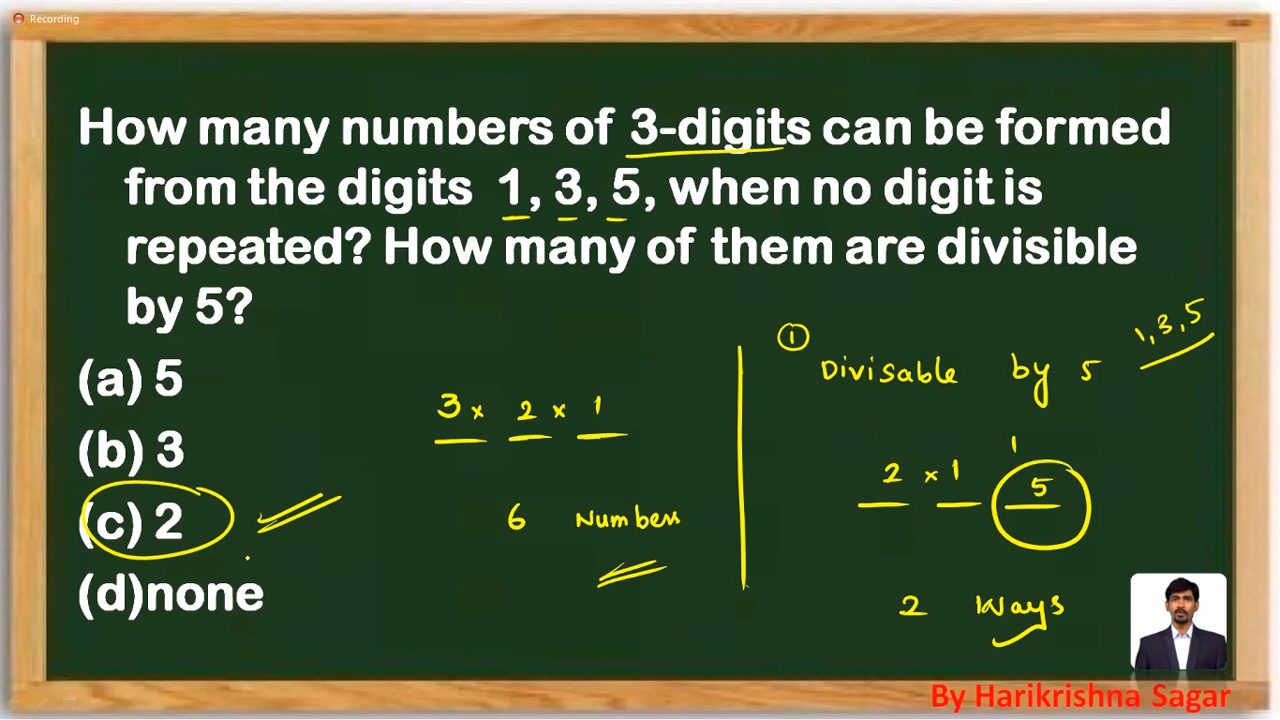 Recording
How many numbers of 3-digits can be formed
from the digits 1, 3, 5, when no digit is
repeated? How many of them are divisible
by 5?
(a) 5
(b) 3
(c) 2
(d)none
3 × 2 × 1
6 Numbers
1
Divisable by 5
1, 3, 5
1
2 × 1 5
2 Ways
By Harikrishna Sagar